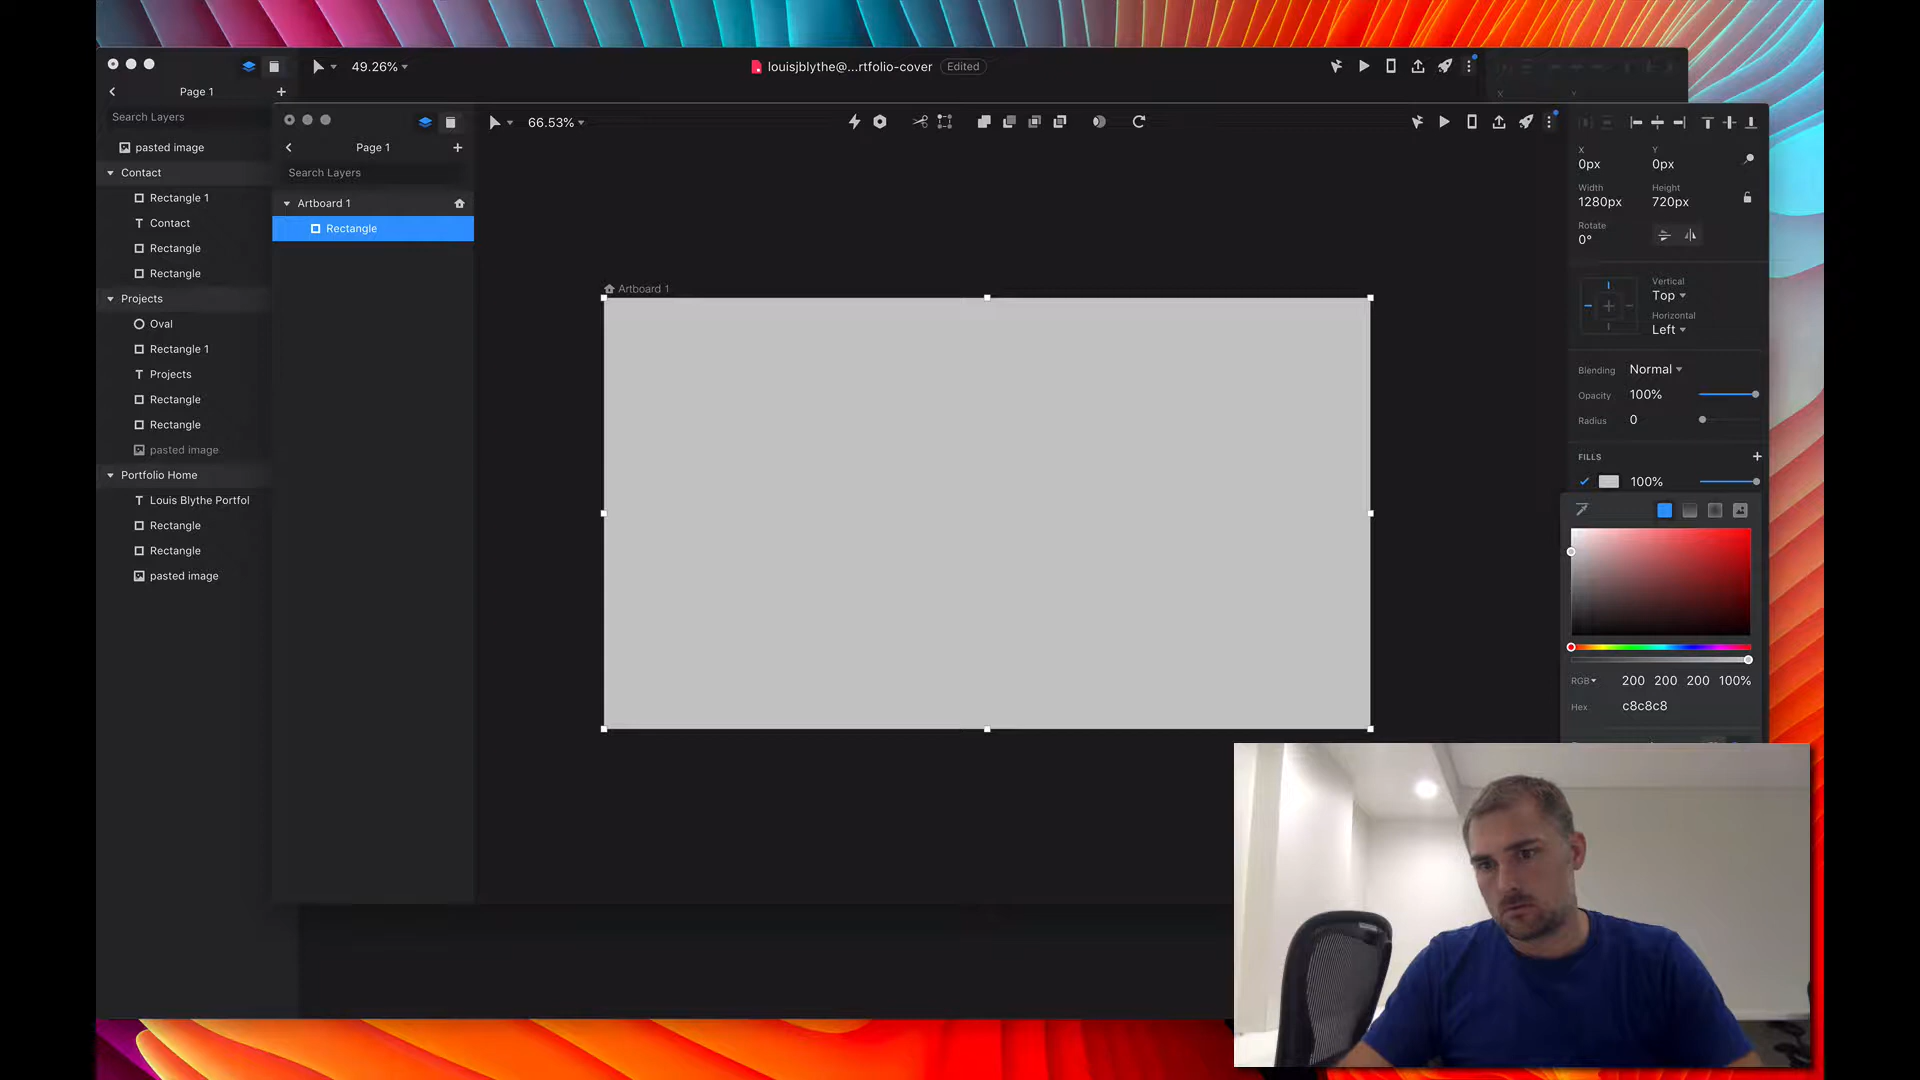 49.26%
louisjblythe@...rtfolio-cover
Edited
Page 1
Search Layers
pasted image
Contact
Rectangle 1
Contact
Rectangle
Rectangle
Projects
Oval
Rectangle 1
Projects
Rectangle
Rectangle
pasted image
Portfolio Home
Louis Blythe Portfol
Rectangle
Rectangle
pasted image
66.53%
Page 1
Search Layers
Artboard 1
Rectangle
Artboard 1
X
Y
X Y
0px 0px
Width Height
1280px 720px
Rotate
0°
Vertical
Top
Horizontal
Left
Blending Normal
Opacity 100%
Radius 0
FILLS
100%
RGB 200 200 200 100%
Hex c8c8c8